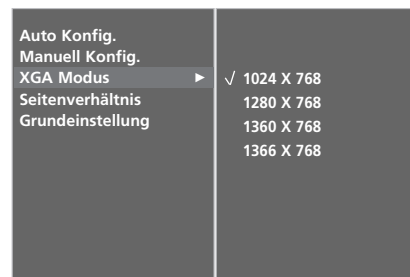 Auto Konfig.
Manuell Konfig.
XGA Modus ► √ 1024 X 768
Seitenverhältnis 1280 X 768
Grundeinstellung 1360 X 768
1366 X 768